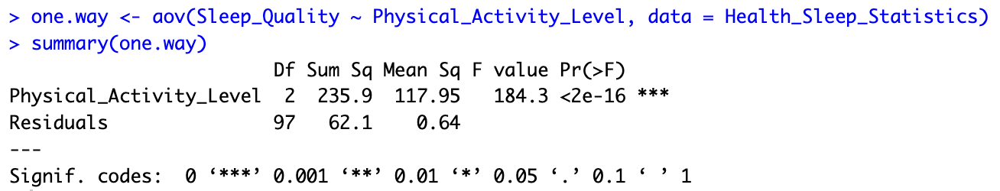 > one.way <- aov(Sleep_Quality ~ Physical_Activity_Level, data = Health_Sleep_Statistics)
> summary(one.way)
                        Df Sum Sq Mean Sq F value Pr(>F)
Physical_Activity_Level  2  235.9  117.95   184.3 <2e-16 ***
Residuals               97   62.1    0.64
---
Signif. codes:  0 ‘***’ 0.001 ‘**’ 0.01 ‘*’ 0.05 ‘.’ 0.1 ‘ ’ 1